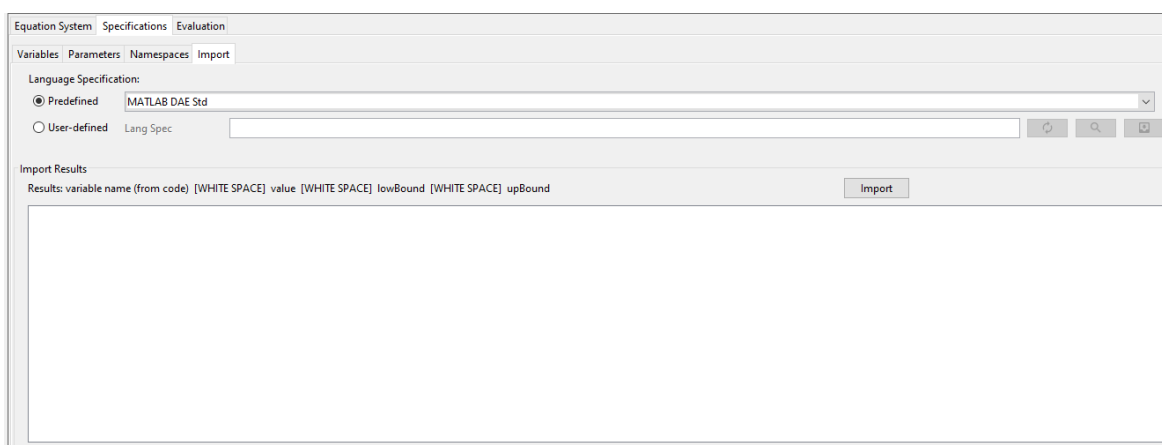 Equation System Specifications Evaluation
Variables Parameters Namespaces Import
Language Specification:
Predefined MATLAB DAE Std
User-defined Lang Spec
Import Results
Results: variable name (from code) [WHITE SPACE] value [WHITE SPACE] lowBound [WHITE SPACE] upBound Import